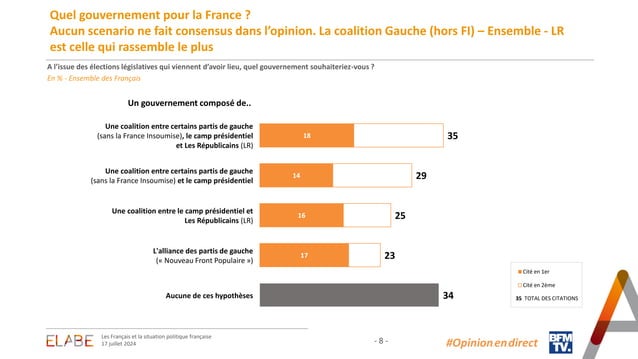 Quel gouvernement pour la France ?
Aucun scenario ne fait consensus dans l’opinion. La coalition Gauche (hors FI) – Ensemble - LR
est celle qui rassemble le plus
A l’issue des élections législatives qui viennent d’avoir lieu, quel gouvernement souhaiteriez-vous ?
En % - Ensemble des Français
Un gouvernement composé de..
Une coalition entre certains partis de gauche
(sans la France Insoumise), le camp présidentiel
et Les Républicains (LR)
18
35
Une coalition entre certains partis de gauche
(sans la France Insoumise) et le camp présidentiel
14
29
Une coalition entre le camp présidentiel et
Les Républicains (LR)
16
25
L'alliance des partis de gauche
(« Nouveau Front Populaire »)
17
23
Aucune de ces hypothèses
34
Cité en 1er
Cité en 2ème
35 TOTAL DES CITATIONS
ELABE
Les Français et la situation politique française
17 juillet 2024
- 8 -
#Opinionendirect
BFM
TV.